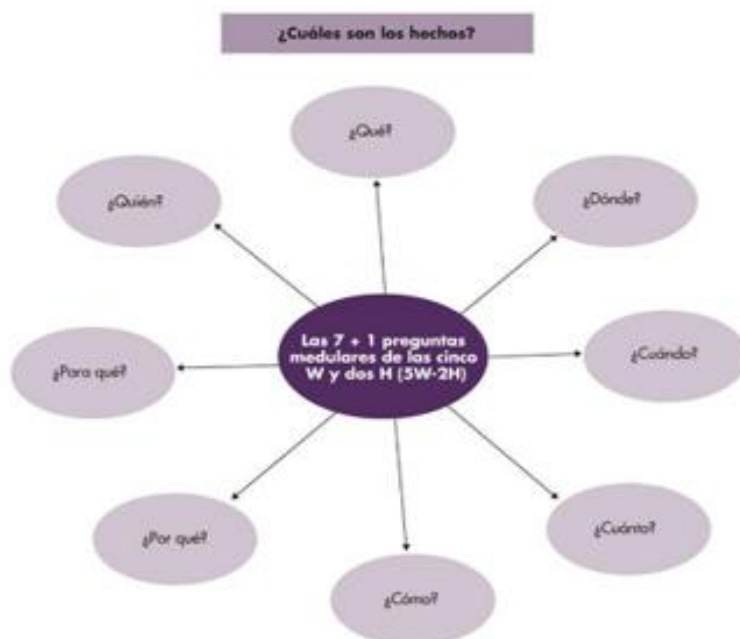 ¿Cuáles son los hechos?
¿Qué?
¿Quién?
¿Dónde?
Las 7 + 1 preguntas
medulares de las cinco
W y dos H (5W-2H)
¿Para qué?
¿Cuándo?
¿Por qué?
¿Cuánto?
¿Cómo?